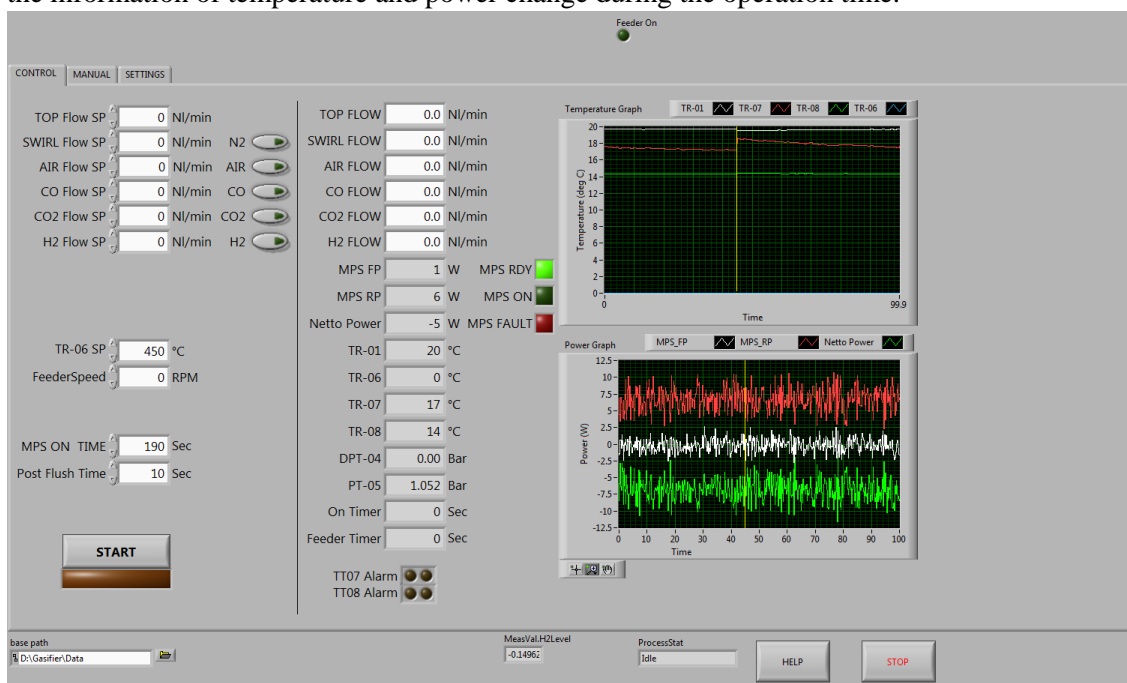 the information of temperature and power change during the operation time.
Feeder On
CONTROL MANUAL SETTINGS
TOP Flow SP 0 Nl/min
SWIRL Flow SP 0 Nl/min N2
AIR Flow SP 0 Nl/min AIR
CO Flow SP 0 Nl/min CO
CO2 Flow SP 0 Nl/min CO2
H2 Flow SP 0 Nl/min H2
TR-06 SP 450 °C
FeederSpeed 0 RPM
MPS ON TIME 190 Sec
Post Flush Time 10 Sec
START
TOP FLOW 0.0 Nl/min
SWIRL FLOW 0.0 Nl/min
AIR FLOW 0.0 Nl/min
CO FLOW 0.0 Nl/min
CO2 FLOW 0.0 Nl/min
H2 FLOW 0.0 Nl/min
MPS FP 1 W MPS RDY
MPS RP 6 W MPS ON
Netto Power -5 W MPS FAULT
TR-01 20 °C
TR-06 0 °C
TR-07 17 °C
TR-08 14 °C
DPT-04 0.00 Bar
PT-05 1.052 Bar
On Timer 0 Sec
Feeder Timer 0 Sec
TT07 Alarm
TT08 Alarm
Temperature Graph TR-01 TR-07 TR-08 TR-06
Temperature (deg C)
20
18
16
14
12
10
8
6
4
2
0
0 99.9
Time
Power Graph MPS_FP MPS_RP Netto Power
Power (W)
12.5
10
7.5
5
2.5
0
-2.5
-5
-7.5
-10
-12.5
0 10 20 30 40 50 60 70 80 90 100
Time
base path
D:\Gasifier\Data
MeasVal.H2Level
-0.14962
ProcessStat
Idle
HELP
STOP